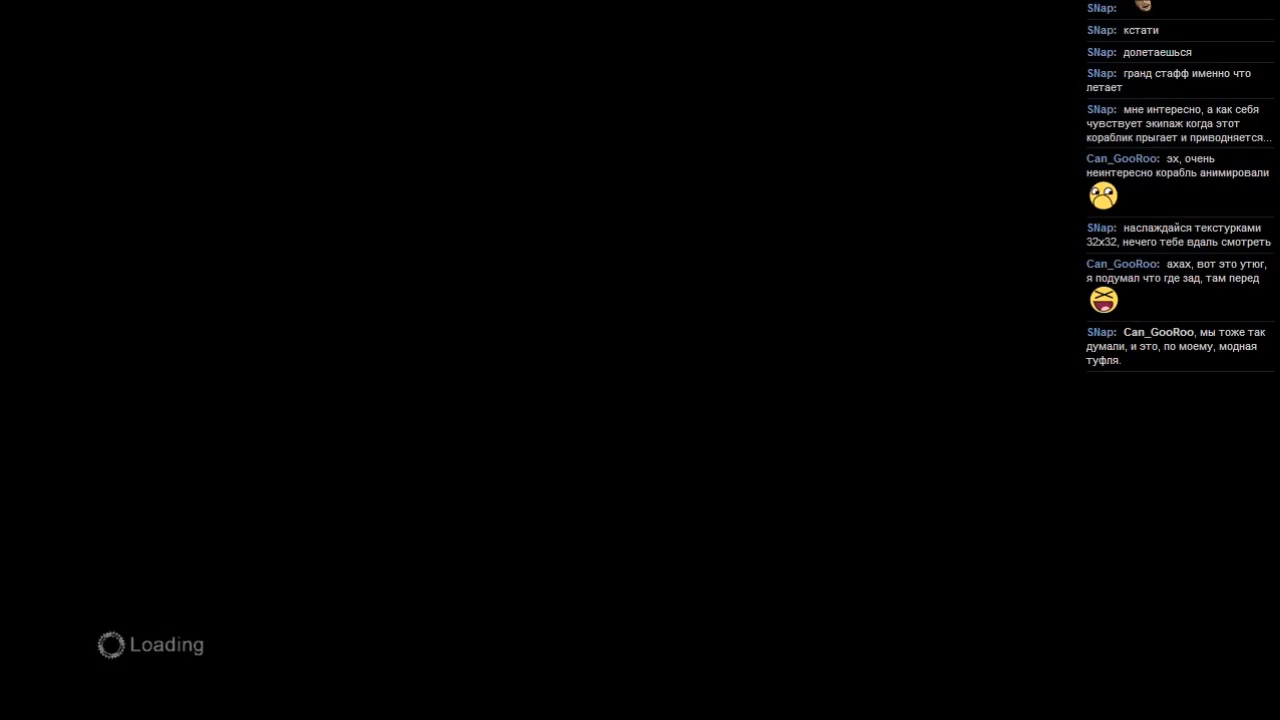 SNap:
SNap: кстати
SNap: долетаешься
SNap: гранд стафф именно что
летает
SNap: мне интересно, а как себя
чувствует экипаж когда этот
кораблик прыгает и приводняется...
Can_GooRoo: эх, очень
неинтересно корабль анимировали
SNap: наслаждайся текстурками
32x32, нечего тебе вдаль смотреть
Can_GooRoo: ахах, вот это утюг,
я подумал что где зад, там перед
SNap: Can_GooRoo, мы тоже так
думали, и это, по моему, модная
туфля.
Loading